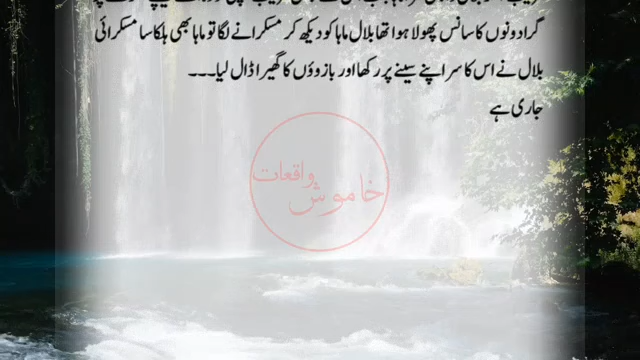 گرا دونوں کا سانس پھولا ہوا تھا بلال ماہا کو دیکھ کر مسکرانے لگا تو ماہا بھی ہلکا سا مسکرائی
بلال نے اس کا سر اپنے سینے پر رکھا اور بازوؤں کا گھیرا ڈال لیا۔۔۔
جاری ہے
خاموش واقعات